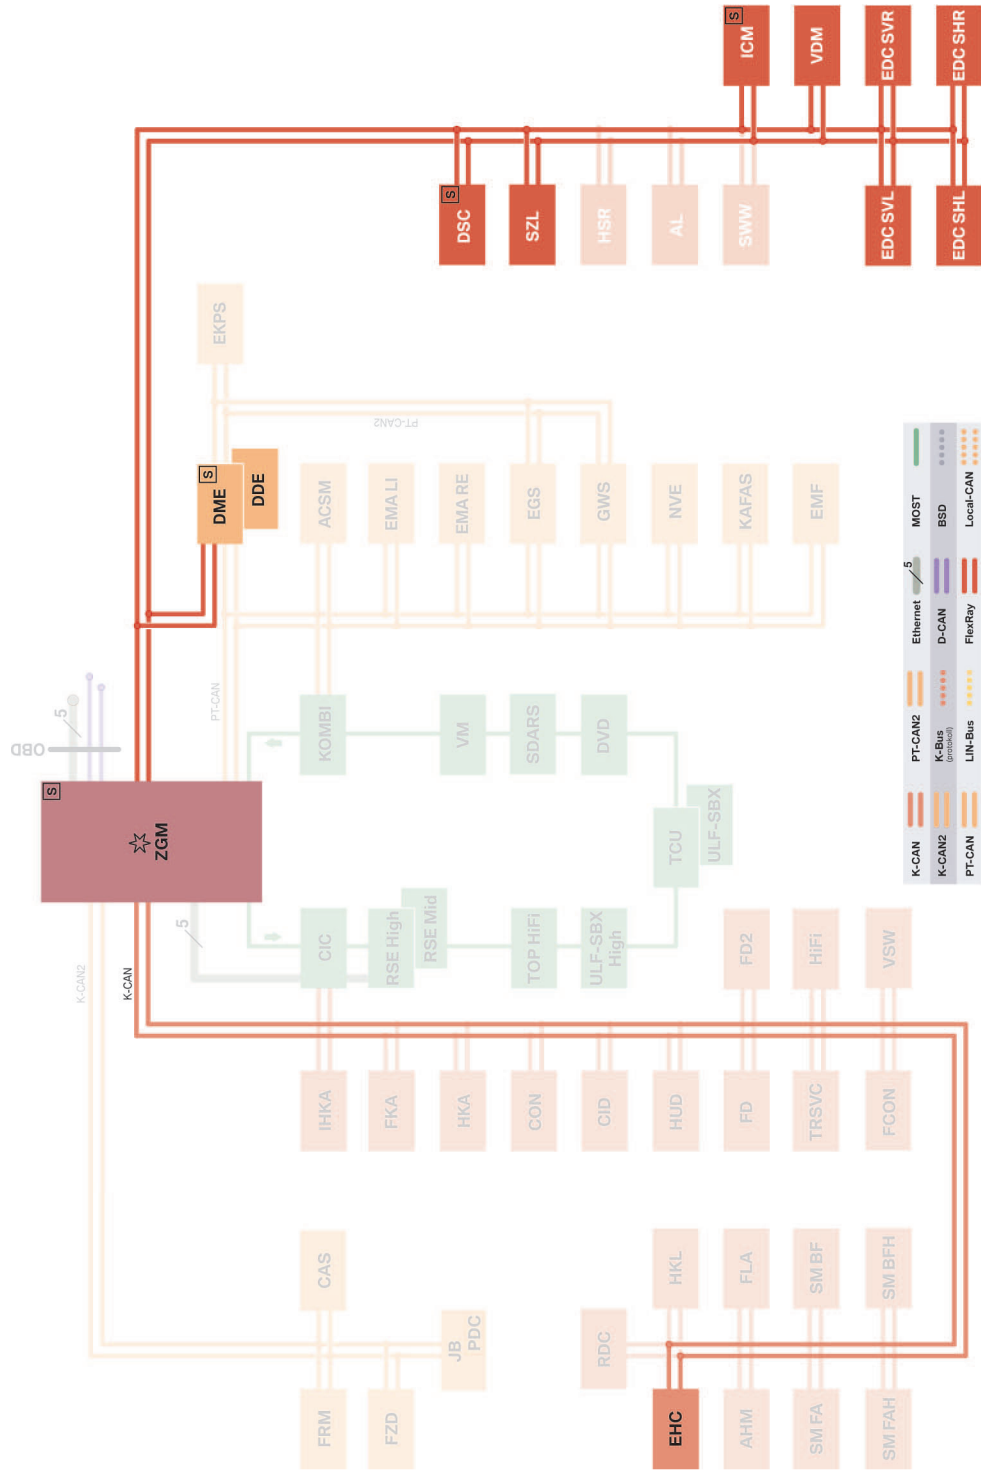 OBD
5
S
ZGM
K-CAN2
K-CAN
5
PT-CAN
PT-CAN2
FRM
CAS
FZD
JB
PDC
RDC
EHC
HKL
AHM
FLA
SM FA
SM BF
SM FAH
SM BFH
IHKA
FKA
HKA
CON
CID
HUD
FD
FD2
TRSVC
HiFi
FCON
VSW
CIC
RSE High
RSE Mid
TOP HiFi
ULF-SBX
High
TCU
ULF-SBX
KOMBI
VM
SDARS
DVD
S
DME
DDE
EKPS
ACSM
EMA LI
EMA RE
EGS
GWS
NVE
KAFAS
EMF
S
DSC
SZL
HSR
AL
SWW
EDC SVL
EDC SHL
S
ICM
VDM
EDC SVR
EDC SHR
K-CAN
PT-CAN2
Ethernet
5
MOST
K-CAN2
K-Bus
(protokoll)
D-CAN
BSD
PT-CAN
LIN-Bus
FlexRay
Local-CAN